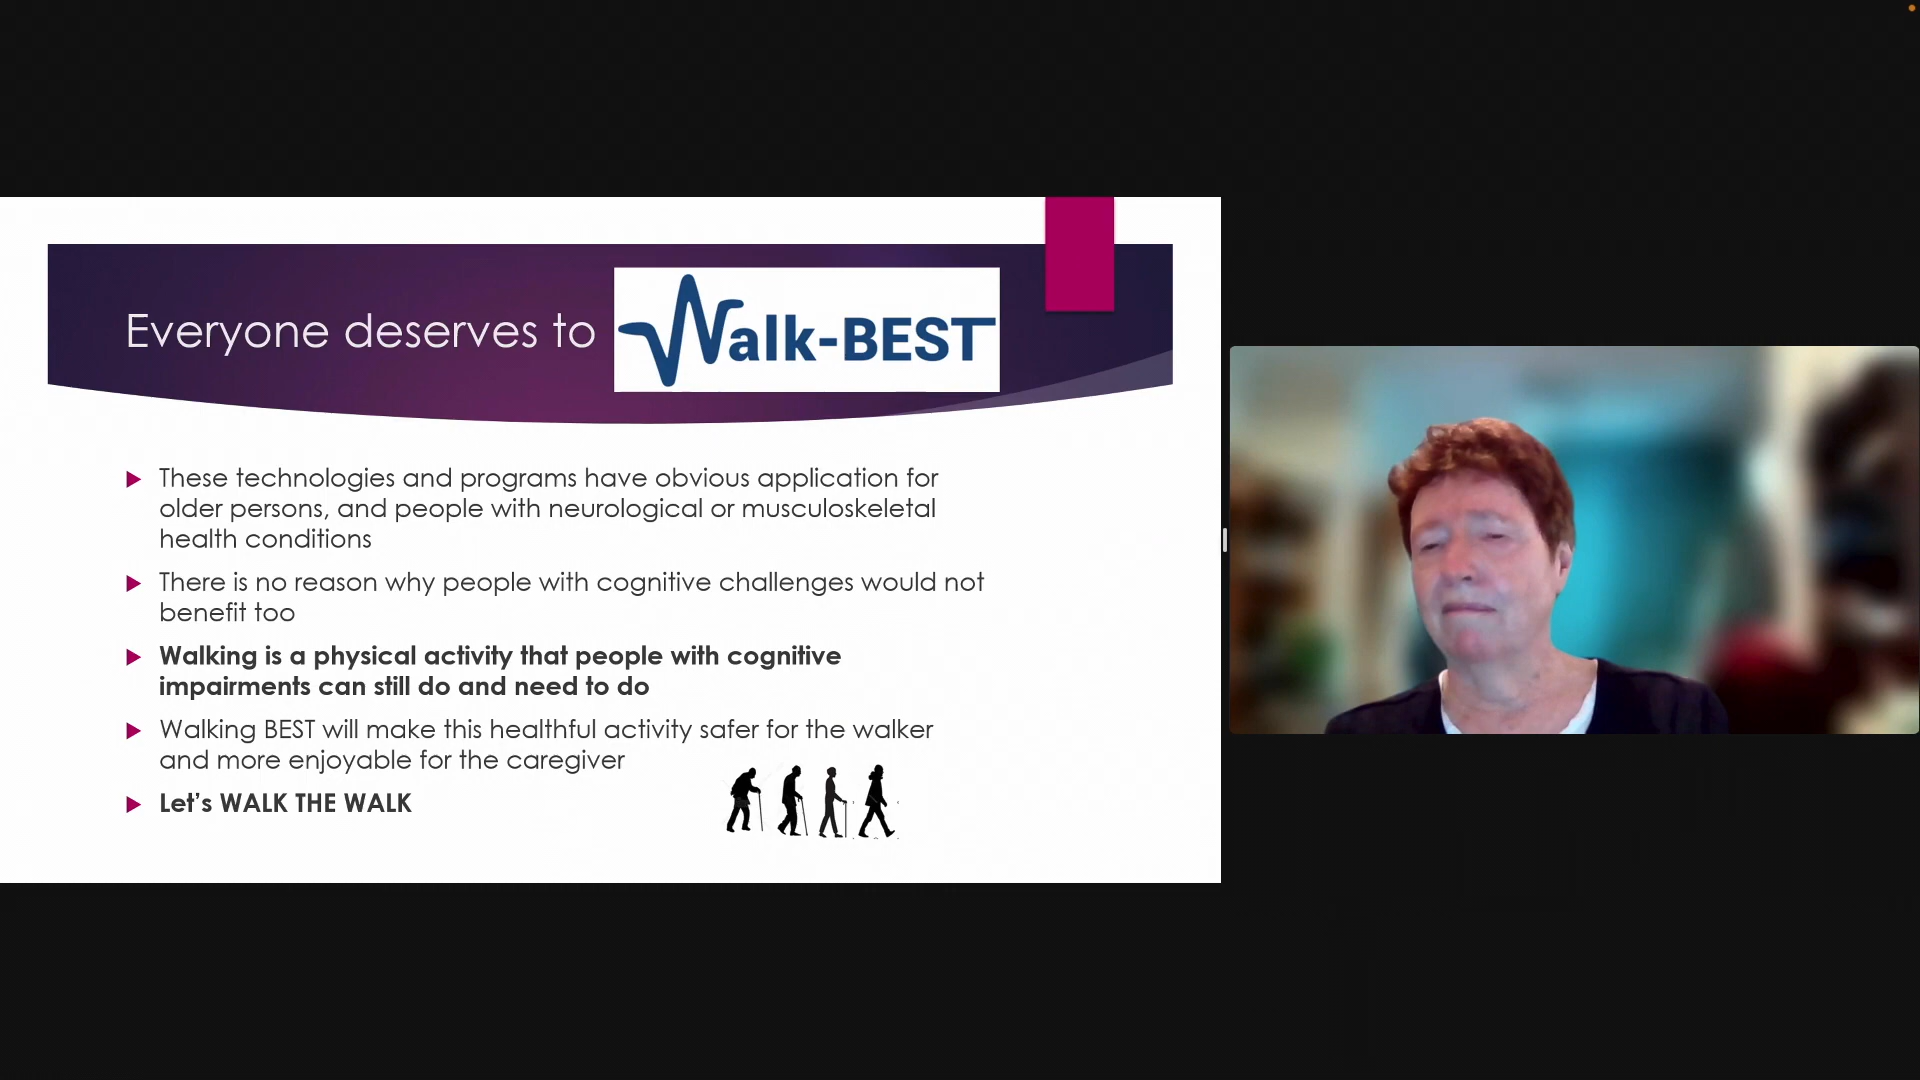 Everyone deserves to Walk-BEST
These technologies and programs have obvious application for
older persons, and people with neurological or musculoskeletal
health conditions
There is no reason why people with cognitive challenges would not
benefit too
Walking is a physical activity that people with cognitive
impairments can still do and need to do
Walking BEST will make this healthful activity safer for the walker
and more enjoyable for the caregiver
Let’s WALK THE WALK